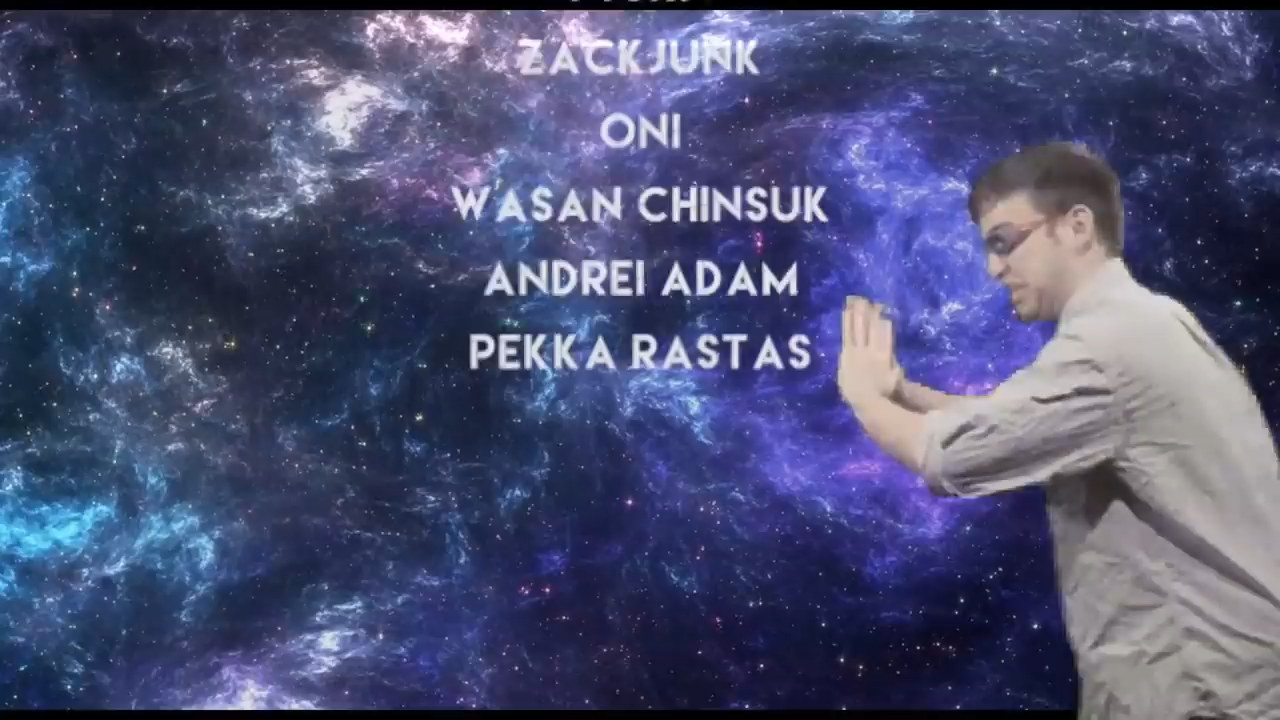 ZACKJUNK
ONI
WASAN CHINSUK
ANDREI ADAM
PEKKA RASTAS